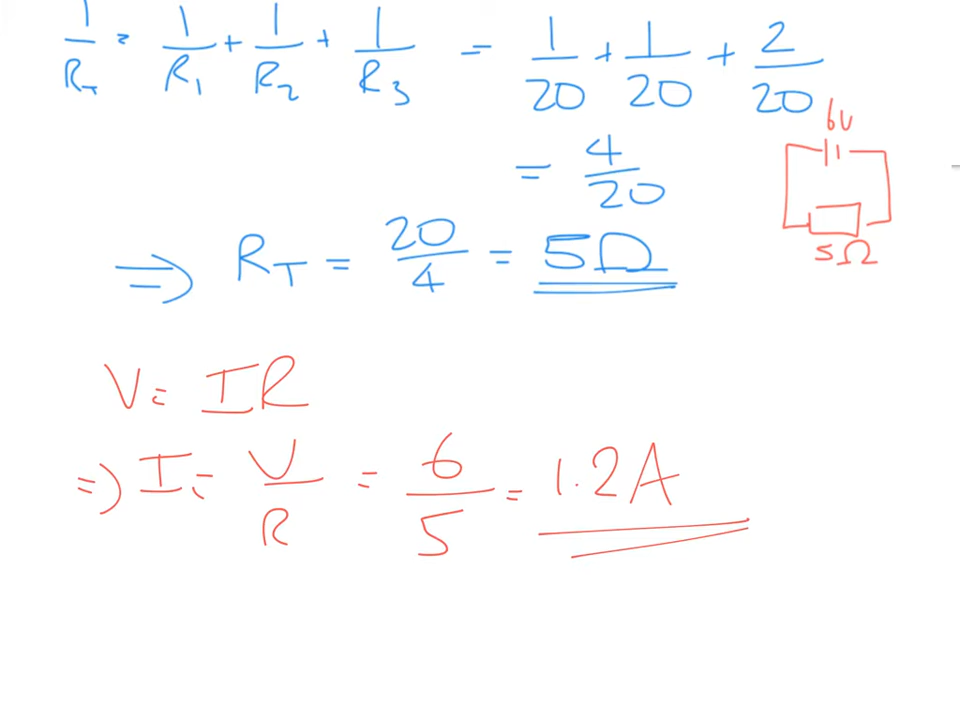 1/R_T = 1/R_1 + 1/R_2 + 1/R_3 = 1/20 + 1/20 + 2/20
6V
= 4/20
⇒ R_T = 20/4 = 5Ω
5Ω
V = IR
⇒ I = V/R = 6/5 = 1.2A